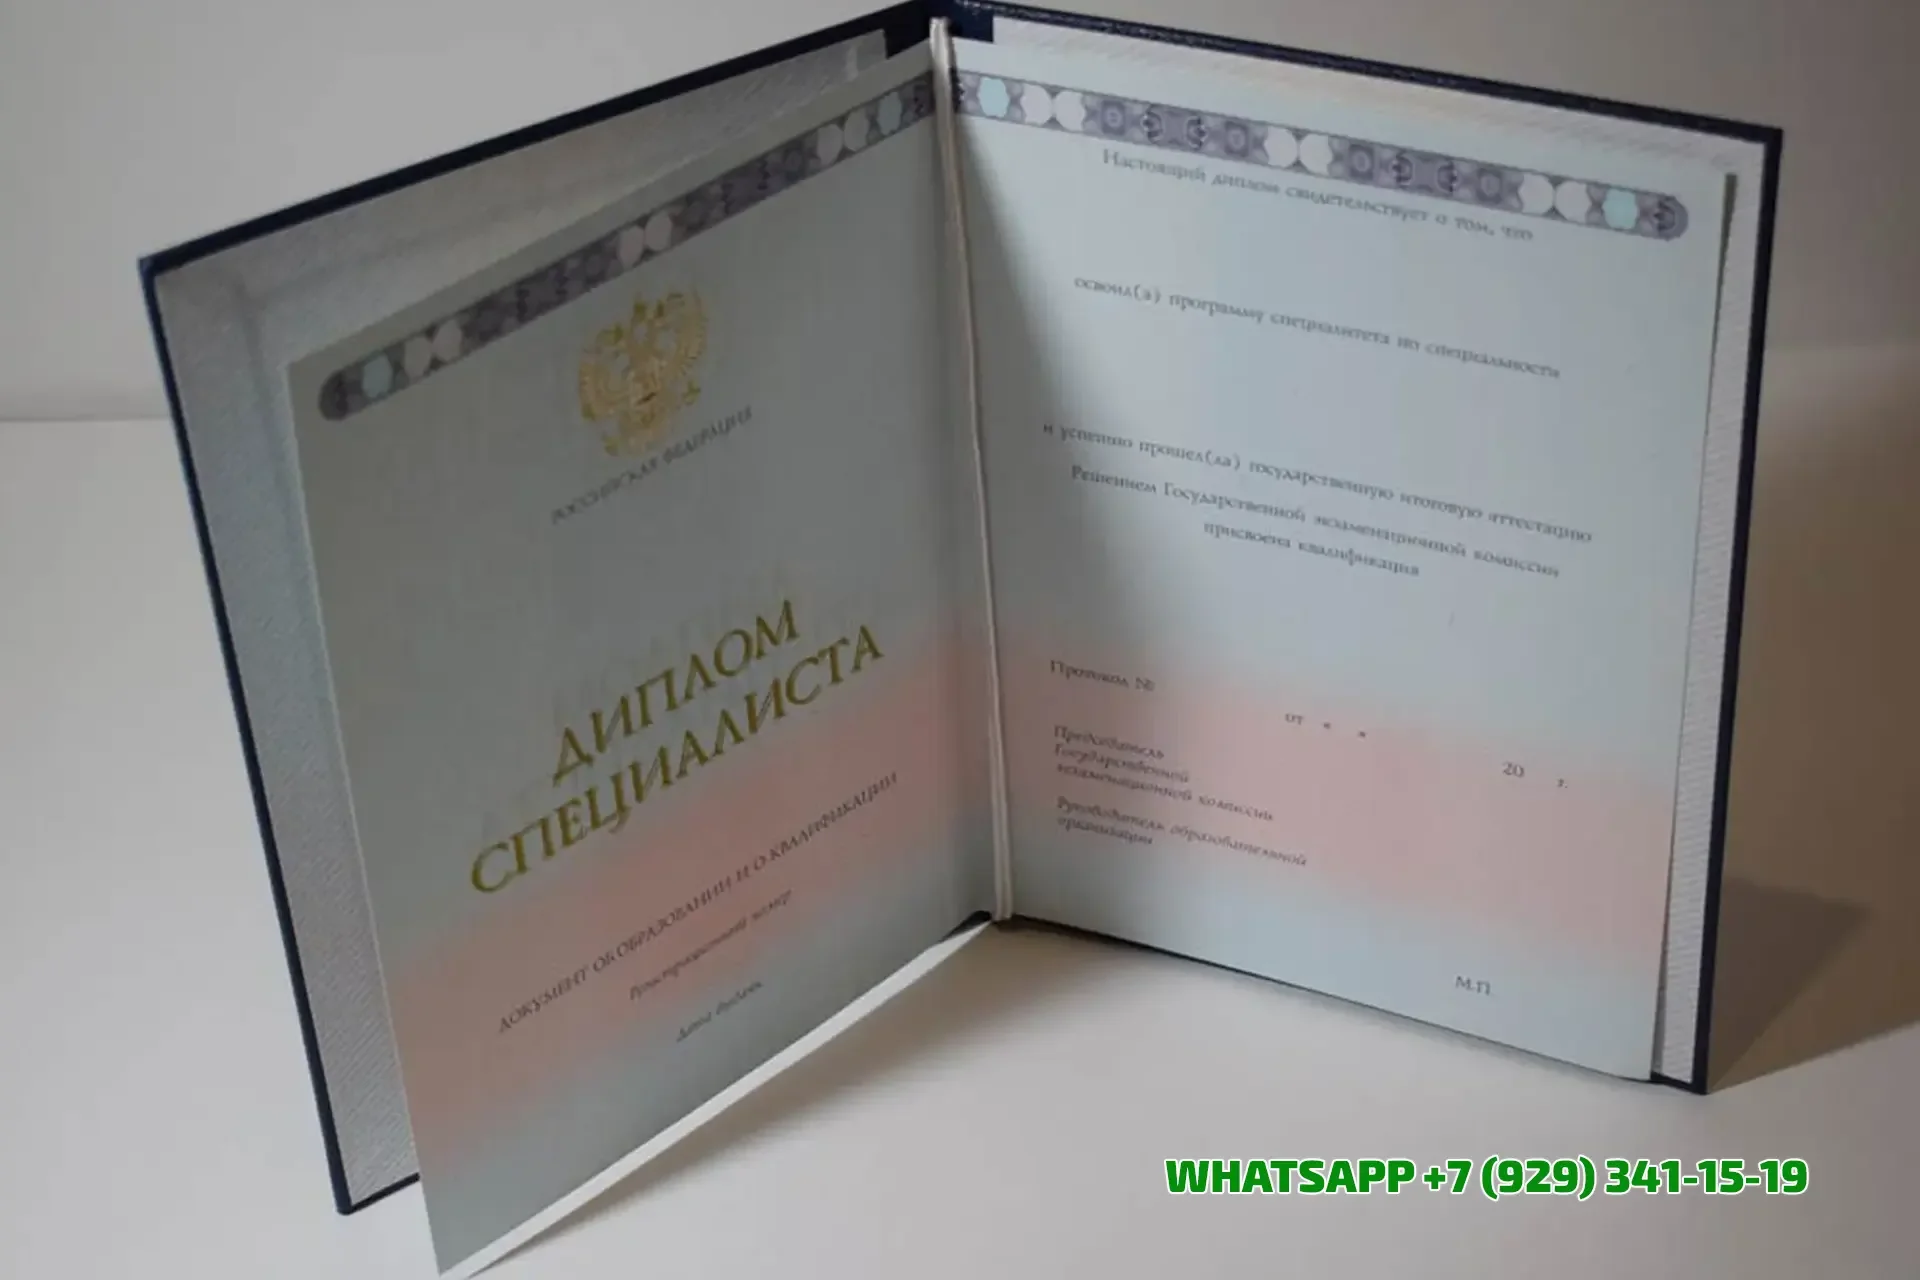 РОССИЙСКАЯ ФЕДЕРАЦИЯ
ДИПЛОМ
СПЕЦИАЛИСТА
ДОКУМЕНТ ОБ ОБРАЗОВАНИИ И О КВАЛИФИКАЦИИ
Регистрационный номер
Дата выдачи
Настоящий диплом свидетельствует о том, что
освоил(а) программу специалитета по специальности
и успешно прошел(ла) государственную итоговую аттестацию
Решением Государственной экзаменационной комиссии
присвоена квалификация
Протокол №
от « »
20 г.
Председатель
Государственной
экзаменационной комиссии
Руководитель образовательной
организации
М.П.
WHATSAPP +7 (929) 341-15-19